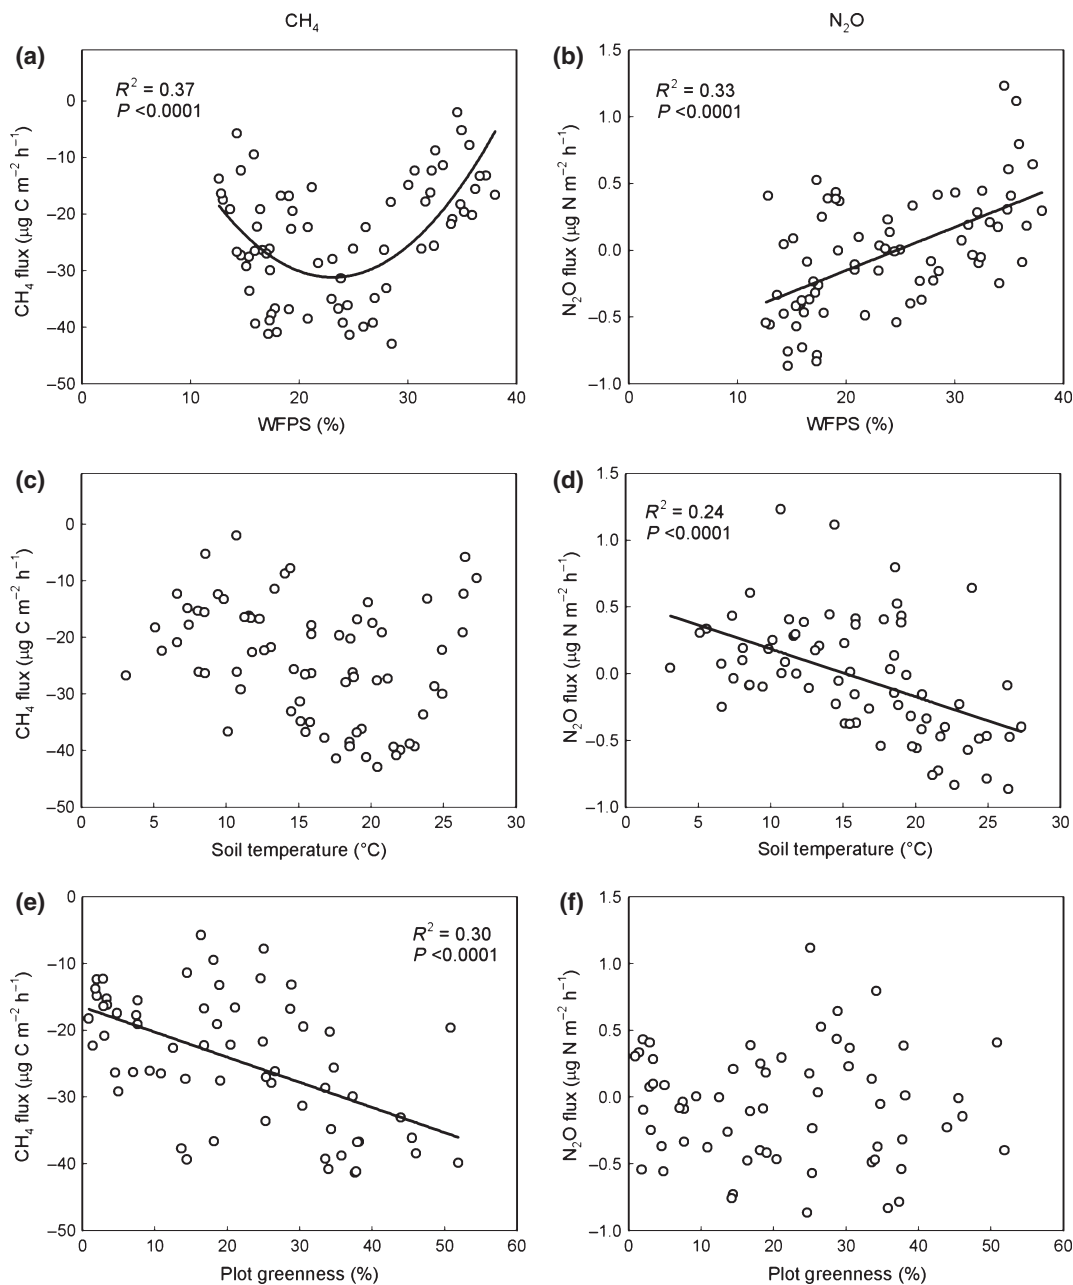 CH4 N2O
(a) (b)
R2 = 0.37
P <0.0001
CH4 flux (µg C m−2 h−1)
0
−10
−20
−30
−40
−50
0 10 20 30 40
WFPS (%)
R2 = 0.33
P <0.0001
N2O flux (µg N m−2 h−1)
1.5
1.0
0.5
0.0
−0.5
−1.0
0 10 20 30 40
WFPS (%)
(c) (d)
CH4 flux (µg C m−2 h−1)
0
−10
−20
−30
−40
−50
0 5 10 15 20 25 30
Soil temperature (°C)
R2 = 0.24
P <0.0001
N2O flux (µg N m−2 h−1)
1.5
1.0
0.5
0.0
−0.5
−1.0
0 5 10 15 20 25 30
Soil temperature (°C)
(e) (f)
R2 = 0.30
P <0.0001
CH4 flux (µg C m−2 h−1)
0
−10
−20
−30
−40
−50
0 10 20 30 40 50 60
Plot greenness (%)
N2O flux (µg N m−2 h−1)
1.5
1.0
0.5
0.0
−0.5
−1.0
0 10 20 30 40 50 60
Plot greenness (%)